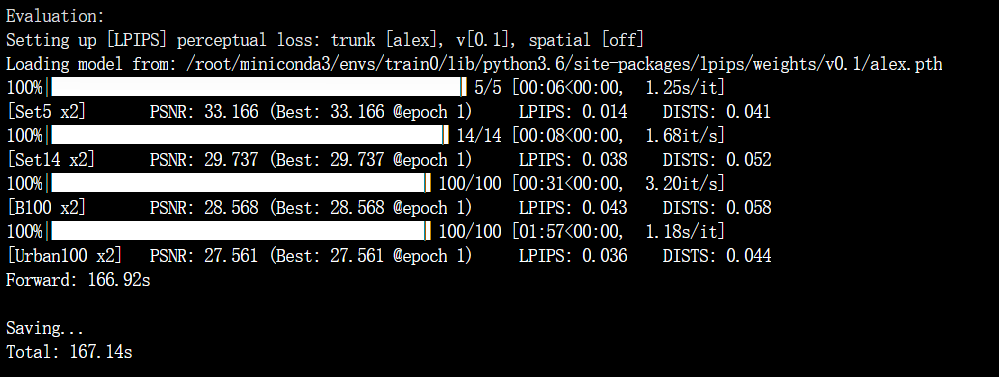 Evaluation:
Setting up [LPIPS] perceptual loss: trunk [alex], v[0.1], spatial [off]
Loading model from: /root/miniconda3/envs/train0/lib/python3.6/site-packages/lpips/weights/v0.1/alex.pth
100%| | 5/5 [00:06<00:00, 1.25s/it]
[Set5 x2] PSNR: 33.166 (Best: 33.166 @epoch 1) LPIPS: 0.014 DISTS: 0.041
100%| | 14/14 [00:08<00:00, 1.68it/s]
[Set14 x2] PSNR: 29.737 (Best: 29.737 @epoch 1) LPIPS: 0.038 DISTS: 0.052
100%| | 100/100 [00:31<00:00, 3.20it/s]
[B100 x2] PSNR: 28.568 (Best: 28.568 @epoch 1) LPIPS: 0.043 DISTS: 0.058
100%| | 100/100 [01:57<00:00, 1.18s/it]
[Urban100 x2] PSNR: 27.561 (Best: 27.561 @epoch 1) LPIPS: 0.036 DISTS: 0.044
Forward: 166.92s
Saving...
Total: 167.14s